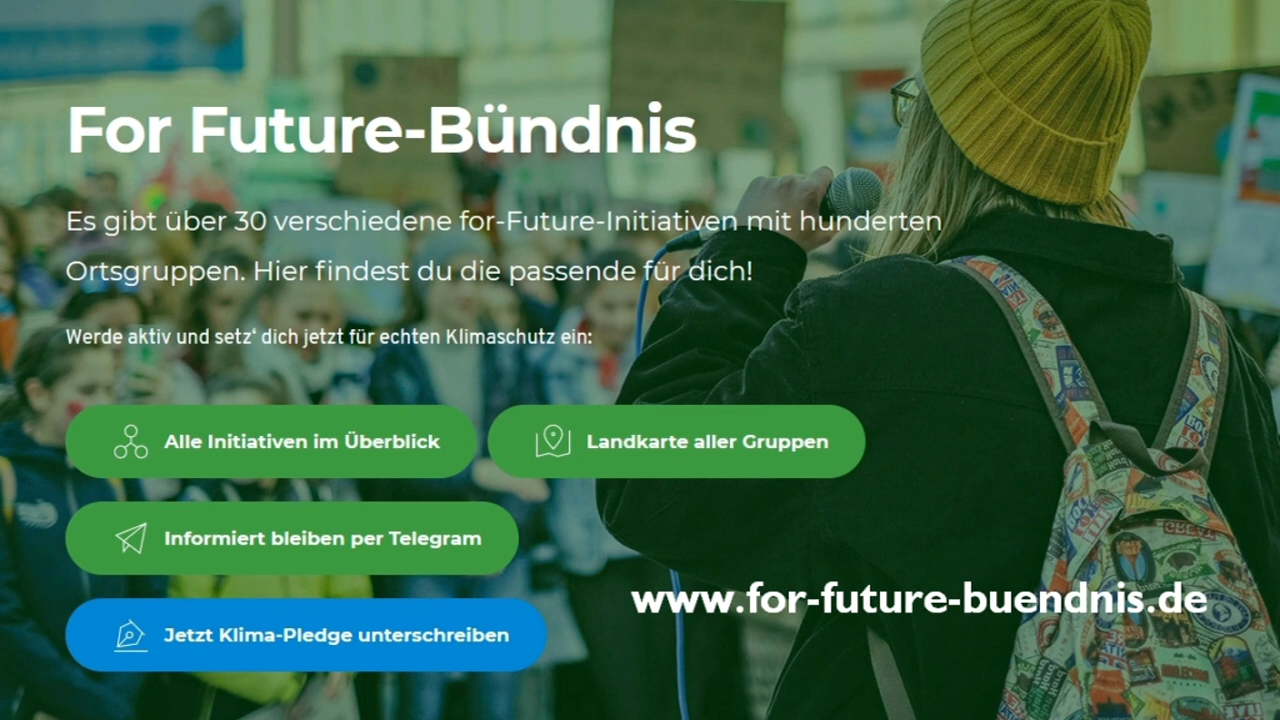 For Future-Bündnis
Es gibt über 30 verschiedene for-Future-Initiativen mit hunderten
Ortsgruppen. Hier findest du die passende für dich!
Werde aktiv und setz‘ dich jetzt für echten Klimaschutz ein:
Alle Initiativen im Überblick
Landkarte aller Gruppen
Informiert bleiben per Telegram
www.for-future-buendnis.de
Jetzt Klima-Pledge unterschreiben